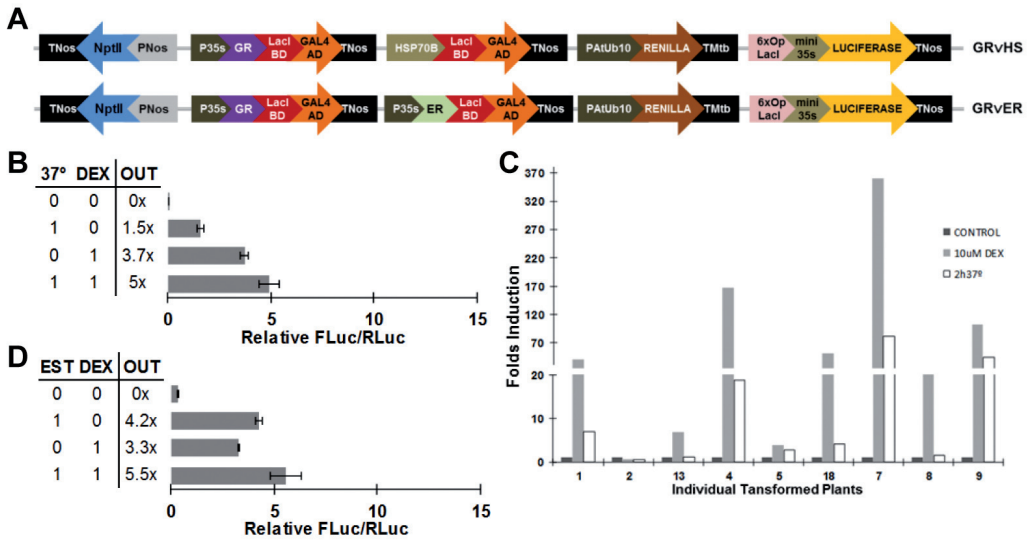 A
TNos NptII PNos P35s GR LacI BD GAL4 AD TNos HSP70B LacI BD GAL4 AD TNos PAtUb10 RENILLA TMtb 6xOp LacI mini 35s LUCIFERASE TNos GRvHS
TNos NptII PNos P35s GR LacI BD GAL4 AD TNos P35s ER LacI BD GAL4 AD TNos PAtUb10 RENILLA TMtb 6xOp LacI mini 35s LUCIFERASE TNos GRvER
B
37º DEX OUT
0 0 0x
1 0 1.5x
0 1 3.7x
1 1 5x
0 5 10 15
Relative FLuc/RLuc
C
Folds Induction
370
320
270
220
170
120
70
20
10
0
CONTROL
10uM DEX
2h37º
1 2 13 4 5 18 7 8 9
Individual Tansformed Plants
D
EST DEX OUT
0 0 0x
1 0 4.2x
0 1 3.3x
1 1 5.5x
0 5 10 15
Relative FLuc/RLuc